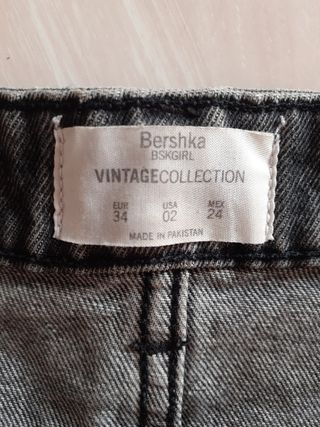 Bershka
BSKGIRL
VINTAGECOLLECTION
EUR USA MEX
34 02 24
MADE IN PAKISTAN